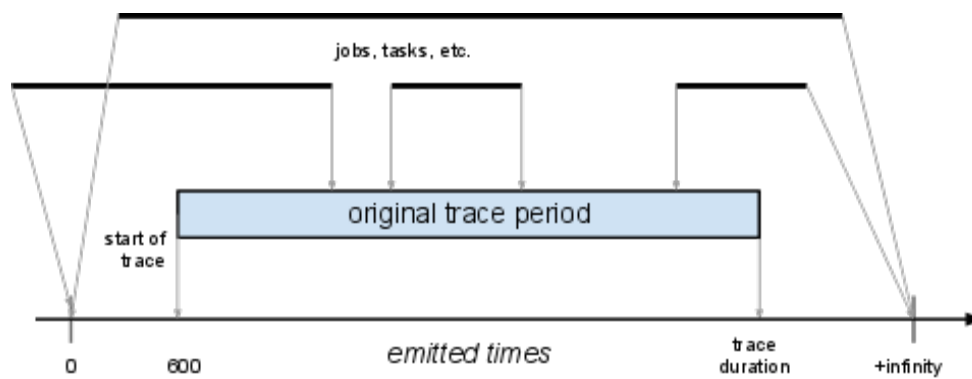 jobs, tasks, etc.
original trace period
start of
trace
0
600
emitted times
trace
duration
+infinity